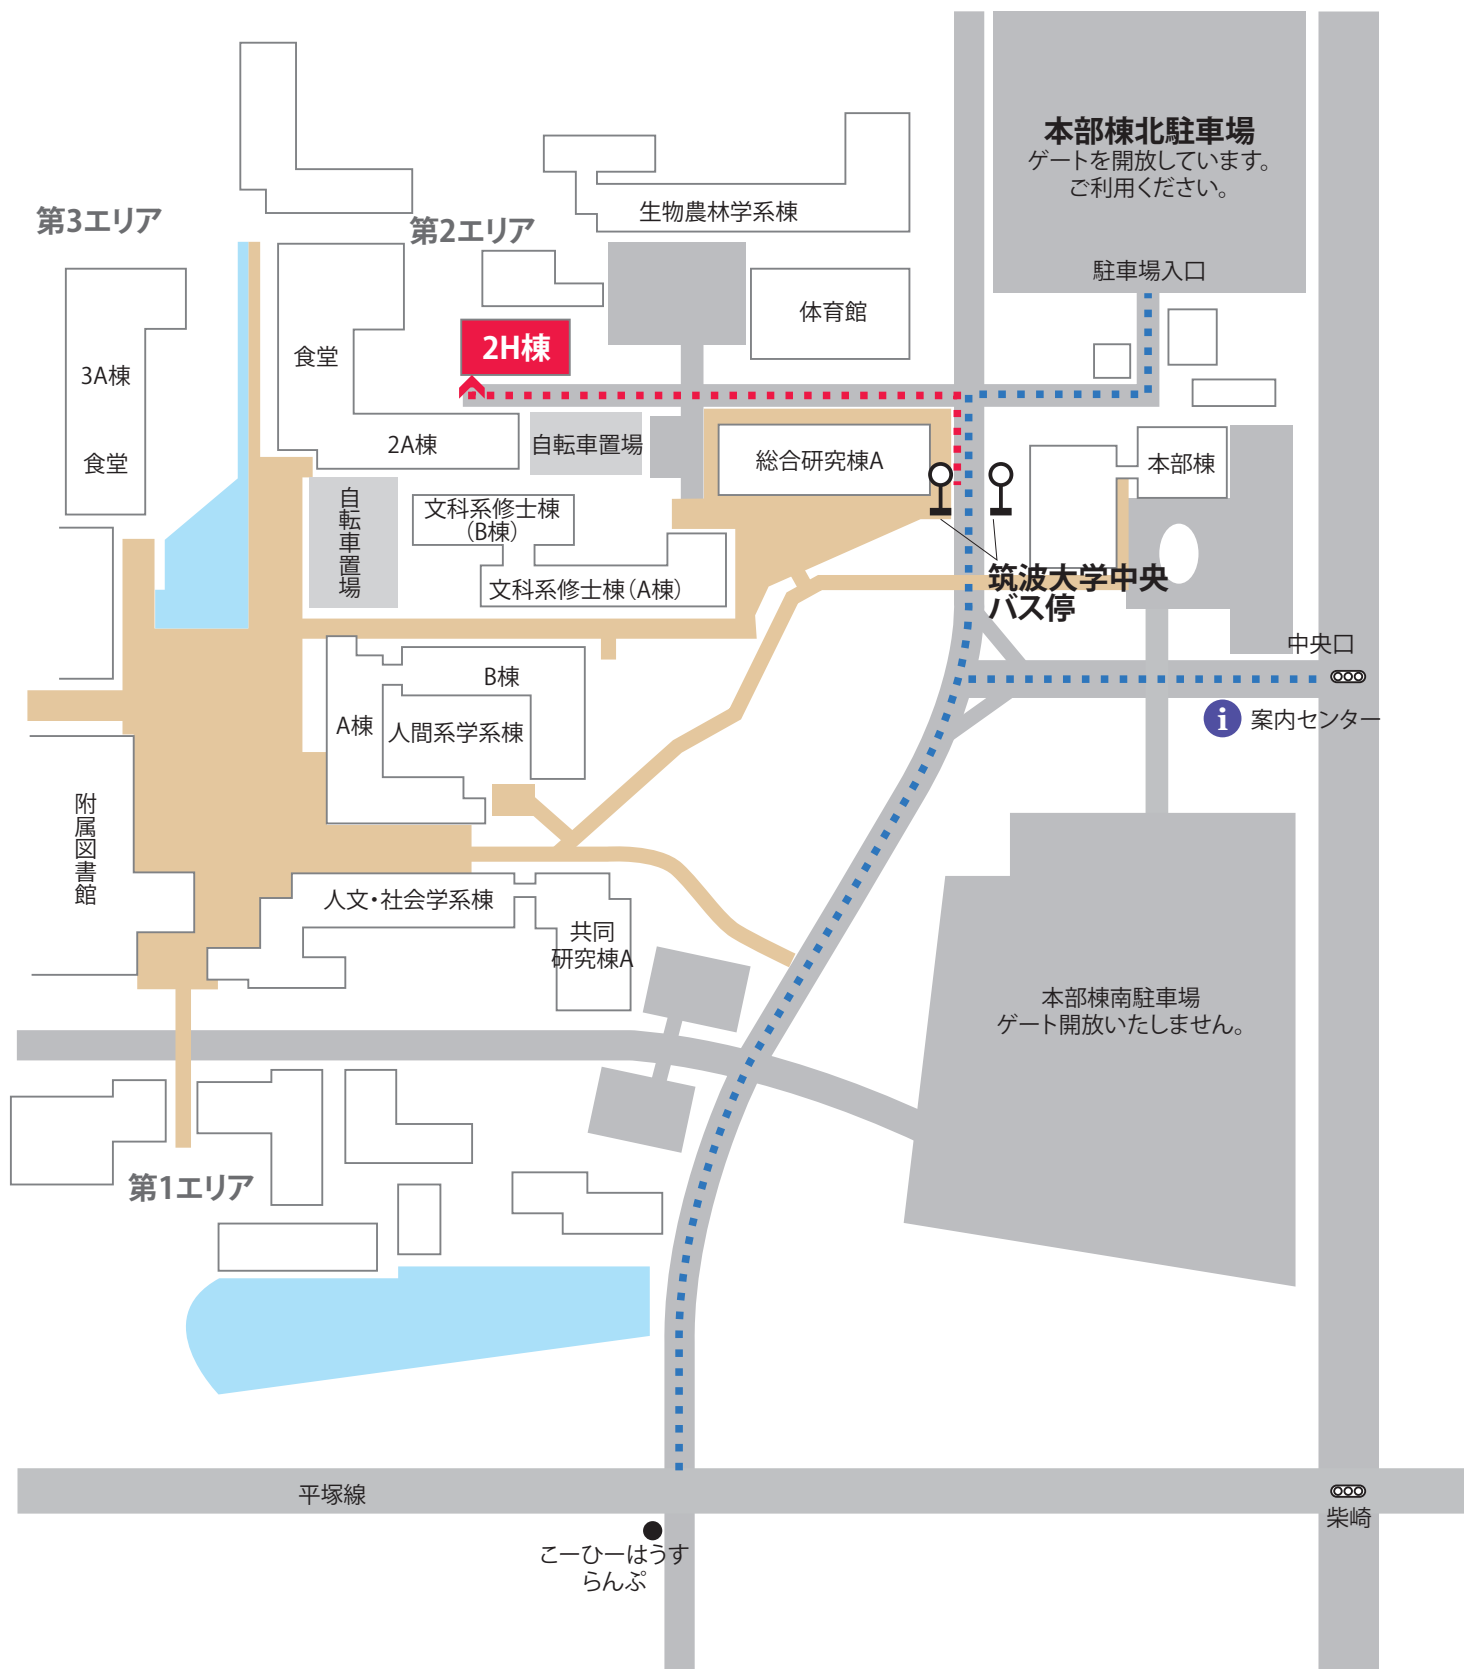 本部棟北駐車場
ゲートを開放しています。
ご利用ください。
駐車場入口
第3エリア
第2エリア
生物農林学系棟
体育館
2H棟
食堂
3A棟
食堂
2A棟
自転車置場
総合研究棟A
本部棟
自転車置場
文科系修士棟
(B棟)
文科系修士棟(A棟)
筑波大学中央
バス停
中央口
i 案内センター
B棟
A棟
人間系学系棟
附属図書館
人文・社会学系棟
共同
研究棟A
本部棟南駐車場
ゲート開放いたしません。
第1エリア
平塚線
柴崎
こーひーはうす
らんぷ